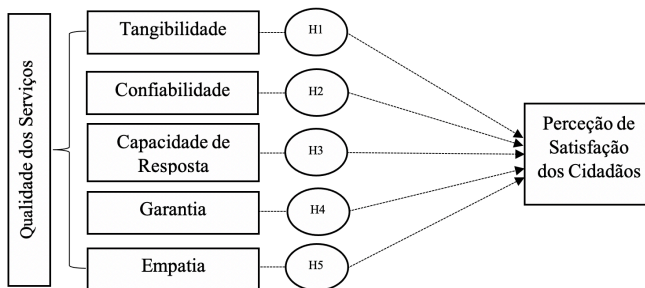 Qualidade dos Serviços
Tangibilidade
H1
Confiabilidade
H2
Capacidade de
Resposta
H3
Garantia
H4
Empatia
H5
Perceção de
Satisfação
dos Cidadãos